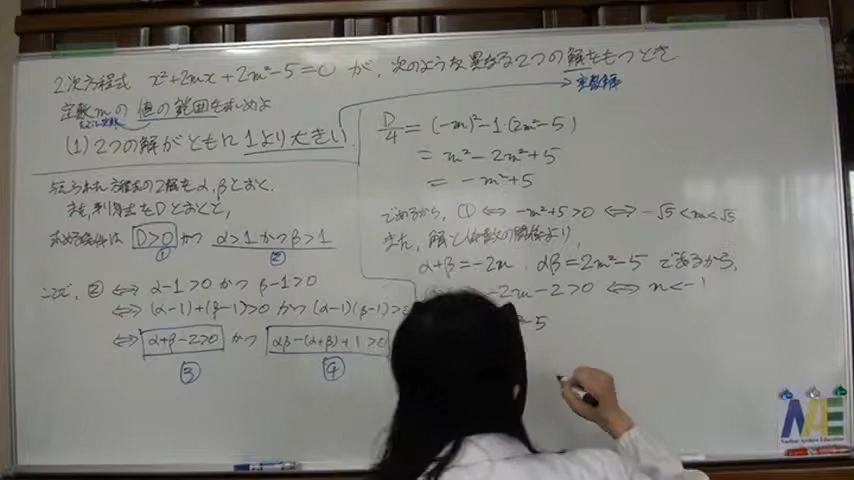 2次方程式 x²+2mx+2m²-5=0 が、次のような異なる2つの解をもつとき
定数mの 値の範囲を求めよ
→実数解
(1) 2つの解がともに1より大きい
与えられた方程式の2解をα,βとおく.
また,判別式をDとおくと,
求める条件は D>0 かつ α>1かつβ>1
① ②
ここで, ② ⇔ α-1>0 かつ β-1>0
⇔ (α-1)+(β-1)>0 かつ (α-1)(β-1)>
⇔ α+β-2>0 かつ αβ-(α+β)+1>0
③ ④
D/4 = (-m)²-1(2m²-5)
= m²-2m²+5
= -m²+5
であるから, ① ⇔ -m²+5>0 ⇔ -√5<m<√5
また, 解と係数の関係より,
α+β=-2m, αβ=2m²-5 であるから,
=-2m-2>0 ⇔ m<-1
-5
NAE